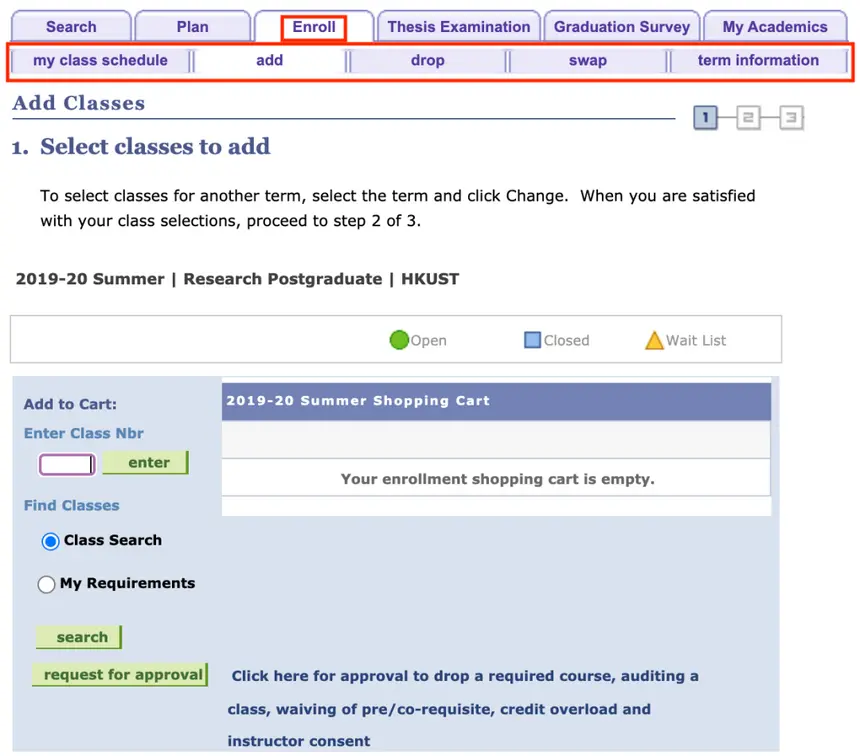 Search Plan Enroll Thesis Examination Graduation Survey My Academics
my class schedule add drop swap term information
Add Classes
1 2 3
1. Select classes to add
To select classes for another term, select the term and click Change. When you are satisfied
with your class selections, proceed to step 2 of 3.
2019-20 Summer | Research Postgraduate | HKUST
Open Closed Wait List
Add to Cart:
Enter Class Nbr
enter
Find Classes
Class Search
My Requirements
search
request for approval
2019-20 Summer Shopping Cart
Your enrollment shopping cart is empty.
Click here for approval to drop a required course, auditing a
class, waiving of pre/co-requisite, credit overload and
instructor consent